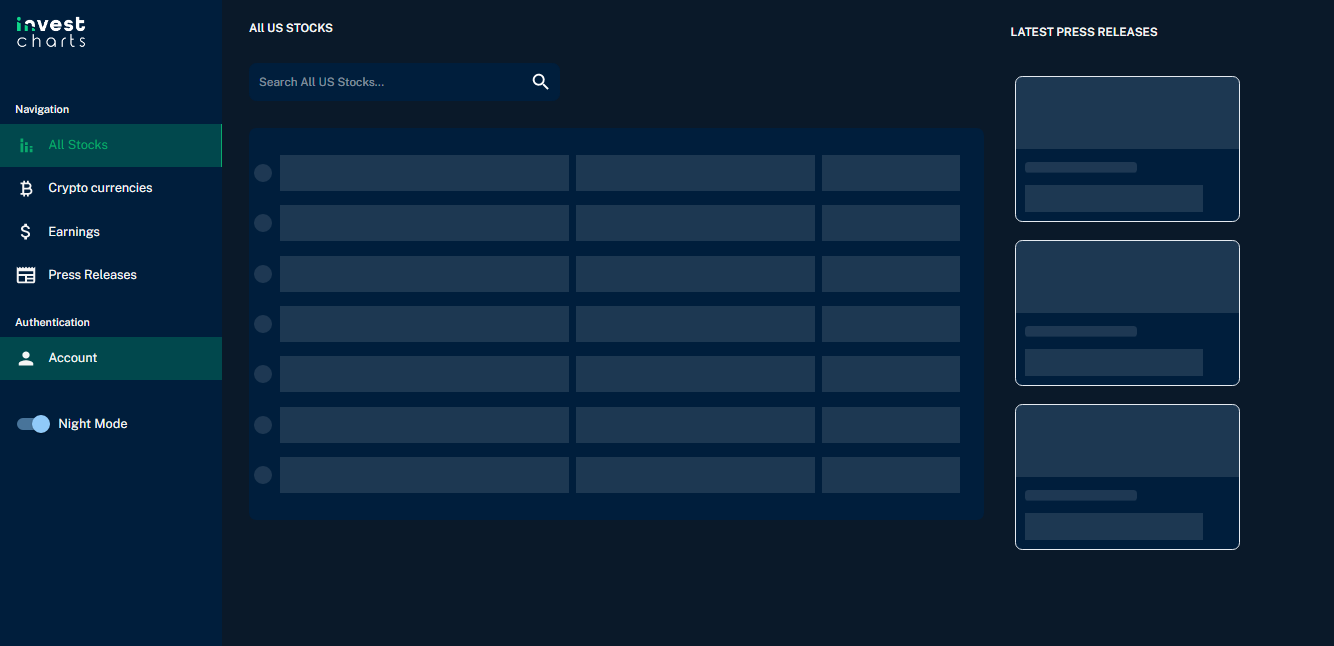 invest
charts
Navigation
All Stocks
Crypto currencies
Earnings
Press Releases
Authentication
Account
Night Mode
All US STOCKS
Search All US Stocks...
LATEST PRESS RELEASES